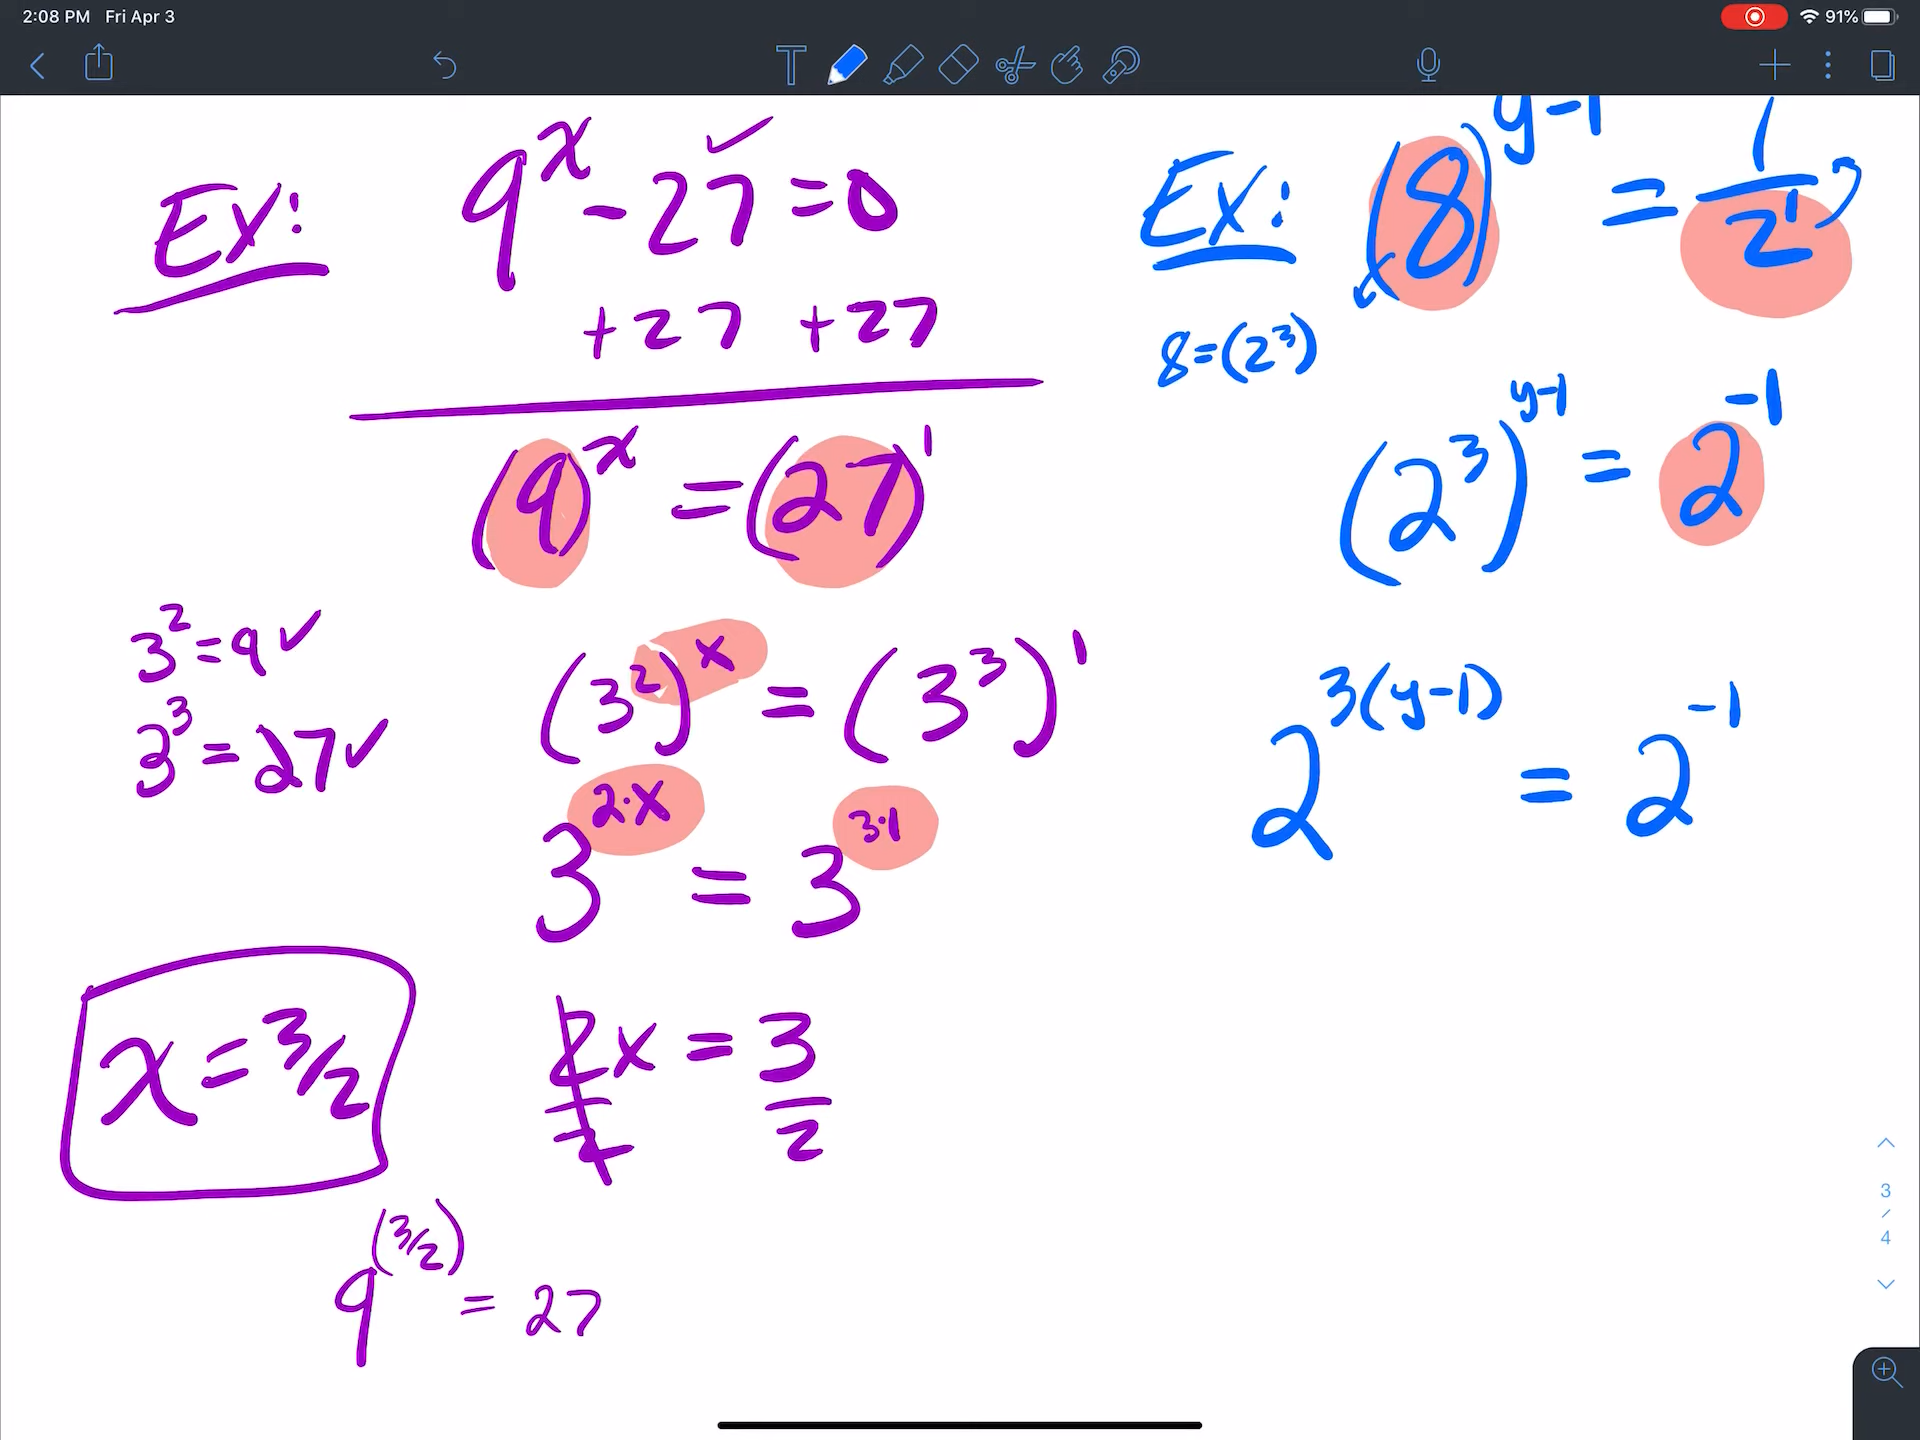 2:08 PM Fri Apr 3
91%
T
EX: 9^x - 27 = 0
+27 +27
(9)^x = (27)^1
3^2 = 9 ✓
3^3 = 27 ✓
(3^2)^x = (3^3)^1
3^{2·x} = 3^{3·1}
2x = 3
2 2
x = 3/2
9^{(3/2)} = 27
EX: (8)^{y-1} = 1/2^1
8 = (2^3)
(2^3)^{y-1} = 2^{-1}
2^{3(y-1)} = 2^{-1}
3
/
4